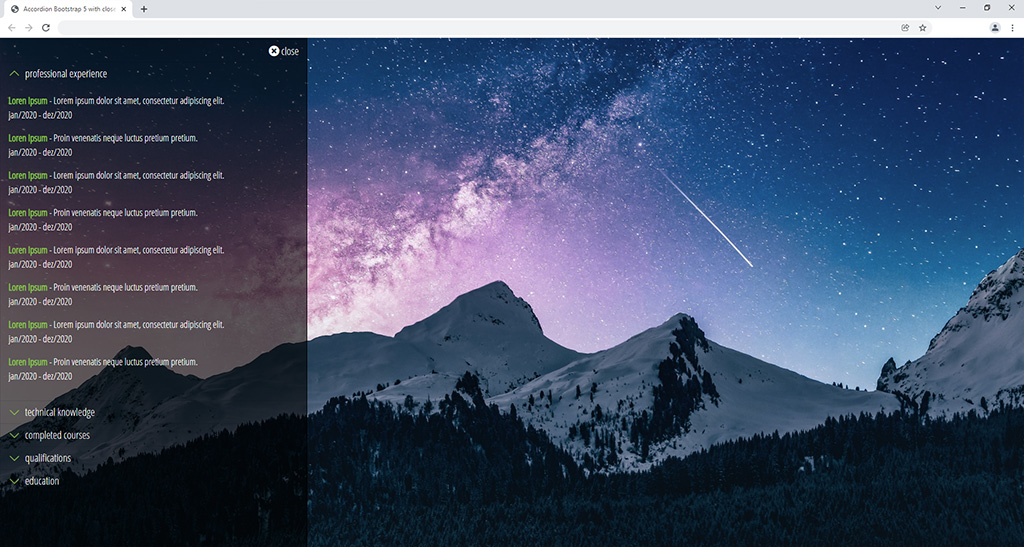 Accordion Bootstrap 5 with close
close
professional experience
Loren Ipsum - Lorem ipsum dolor sit amet, consectetur adipiscing elit.
jan/2020 - dez/2020
Loren Ipsum - Proin venenatis neque luctus pretium pretium.
jan/2020 - dez/2020
Loren Ipsum - Lorem ipsum dolor sit amet, consectetur adipiscing elit.
jan/2020 - dez/2020
Loren Ipsum - Proin venenatis neque luctus pretium pretium.
jan/2020 - dez/2020
Loren Ipsum - Lorem ipsum dolor sit amet, consectetur adipiscing elit.
jan/2020 - dez/2020
Loren Ipsum - Proin venenatis neque luctus pretium pretium.
jan/2020 - dez/2020
Loren Ipsum - Lorem ipsum dolor sit amet, consectetur adipiscing elit.
jan/2020 - dez/2020
Loren Ipsum - Proin venenatis neque luctus pretium pretium.
jan/2020 - dez/2020
technical knowledge
completed courses
qualifications
education